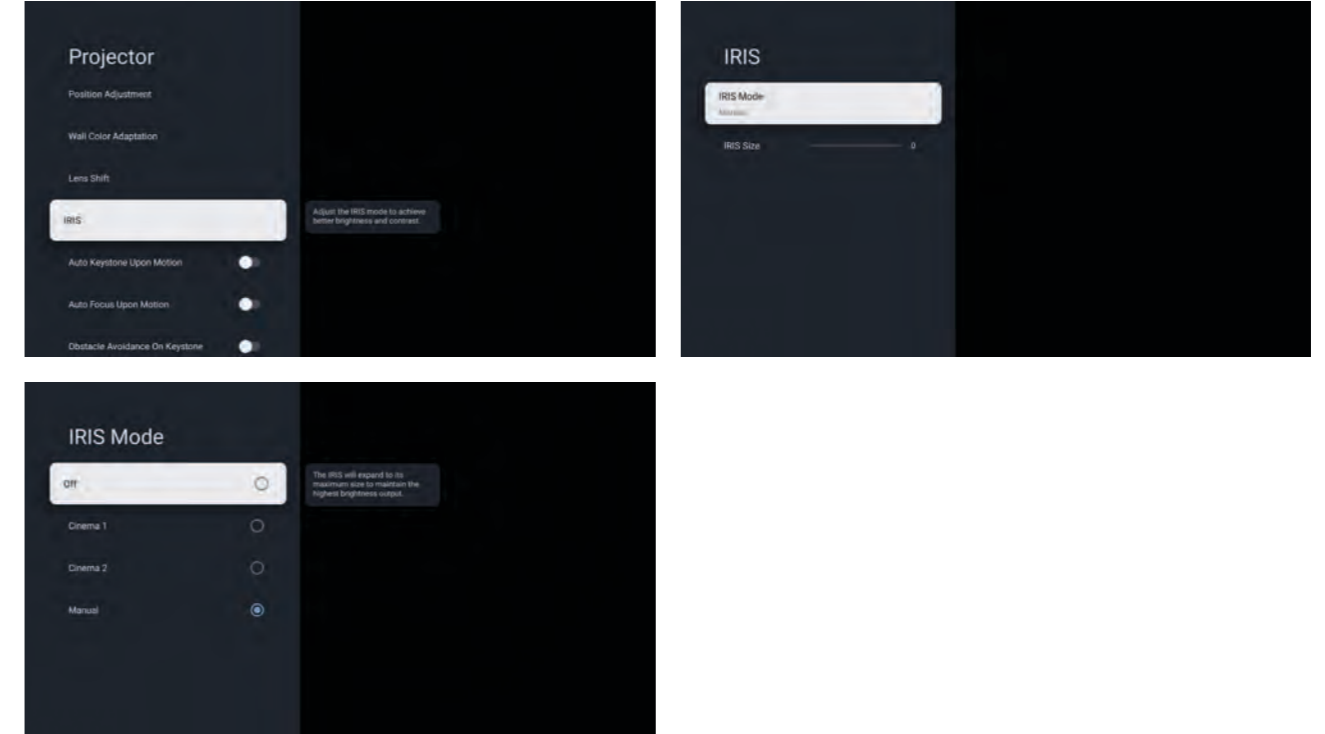 Projector
Position Adjustment
Wall Color Adaptation
Lens Shift
IRIS
Adjust the IRIS mode to achieve
better brightness and contrast.
Auto Keystone Upon Motion
Auto Focus Upon Motion
Obstacle Avoidance On Keystone
IRIS
IRIS Mode
Manual
IRIS Size 0
IRIS Mode
Off
The IRIS will expand to its
maximum size to maintain the
highest brightness output.
Cinema 1
Cinema 2
Manual